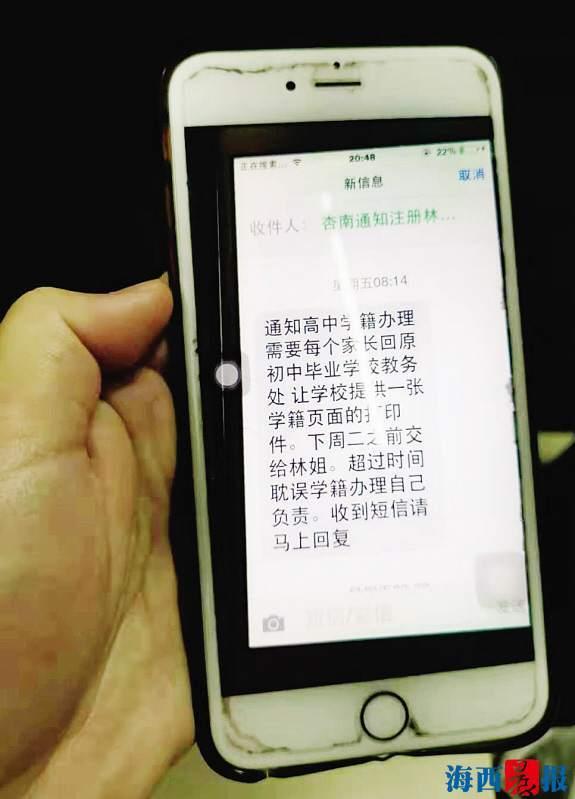 正在搜索...
20:48
22%
新信息
取消
收件人：
杏南通知注册林...
星期五08:14
通知高中学籍办理
需要每个家长回原
初中毕业学校教务
处 让学校提供一张
学籍页面的打印
件。下周二之前交
给林姐。超过时间
耽误学籍办理自己
负责。收到短信请
马上回复
短信/彩信
发送
海西晨报